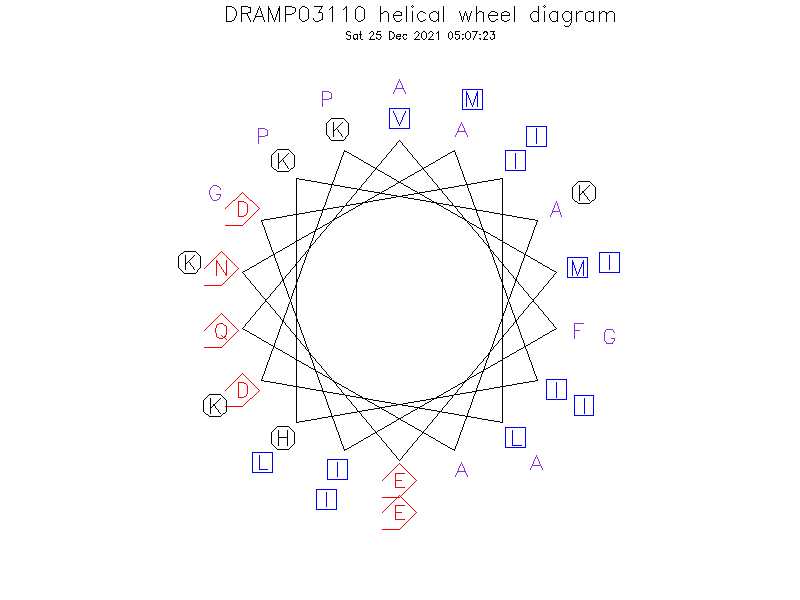 DRAMP03110 helical wheel diagram
Sat 25 Dec 2021 05:07:23
A
P K V M A
P K I I
G D A K
K N M I
Q F G
K D I I
H L
L I A A
I E
E